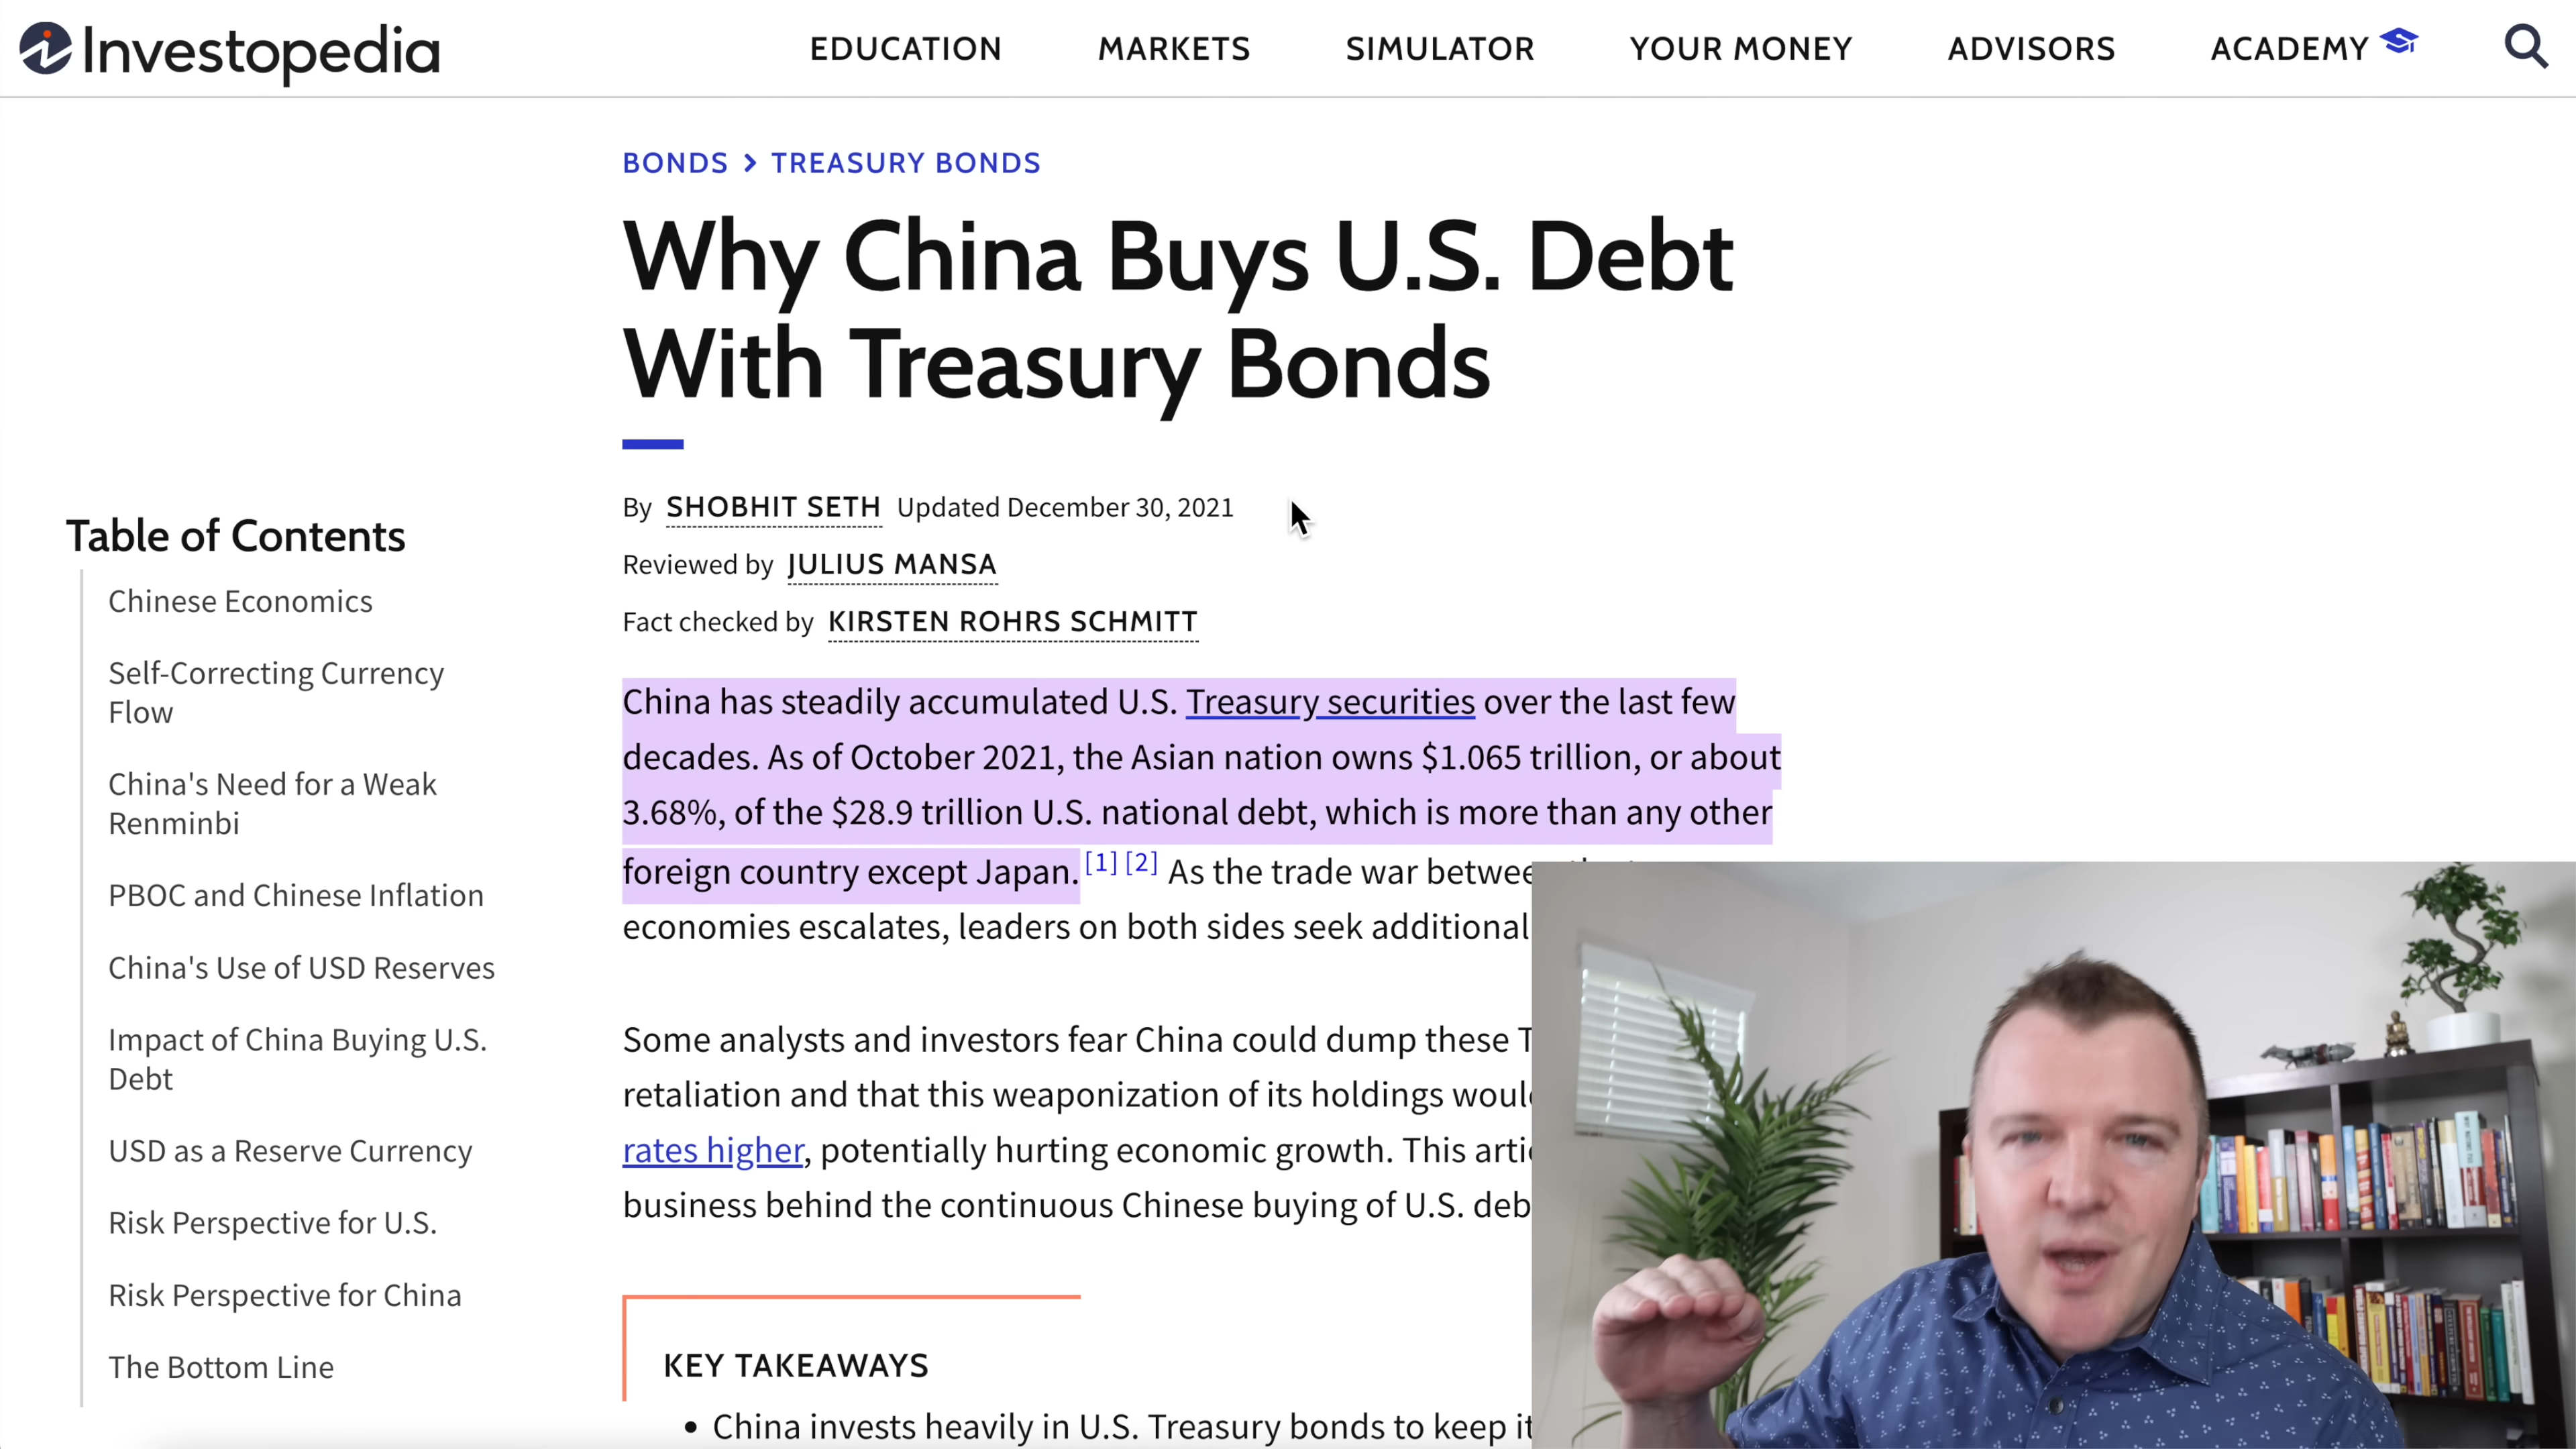 Investopedia
EDUCATION MARKETS SIMULATOR YOUR MONEY ADVISORS ACADEMY
BONDS > TREASURY BONDS
Why China Buys U.S. Debt
With Treasury Bonds
By SHOBHIT SETH Updated December 30, 2021
Reviewed by JULIUS MANSA
Fact checked by KIRSTEN ROHRS SCHMITT
Table of Contents
Chinese Economics
Self-Correcting Currency
Flow
China's Need for a Weak
Renminbi
PBOC and Chinese Inflation
China's Use of USD Reserves
Impact of China Buying U.S.
Debt
USD as a Reserve Currency
Risk Perspective for U.S.
Risk Perspective for China
The Bottom Line
China has steadily accumulated U.S. Treasury securities over the last few
decades. As of October 2021, the Asian nation owns $1.065 trillion, or about
3.68%, of the $28.9 trillion U.S. national debt, which is more than any other
foreign country except Japan. [1] [2] As the trade war
economies escalates, leaders on both sides seek additional
Some analysts and investors fear China could dump these
retaliation and that this weaponization of its holdings
rates higher, potentially hurting economic growth. This
business behind the continuous Chinese buying of U.S.
KEY TAKEAWAYS
• China invests heavily in U.S. Treasury bonds to keep